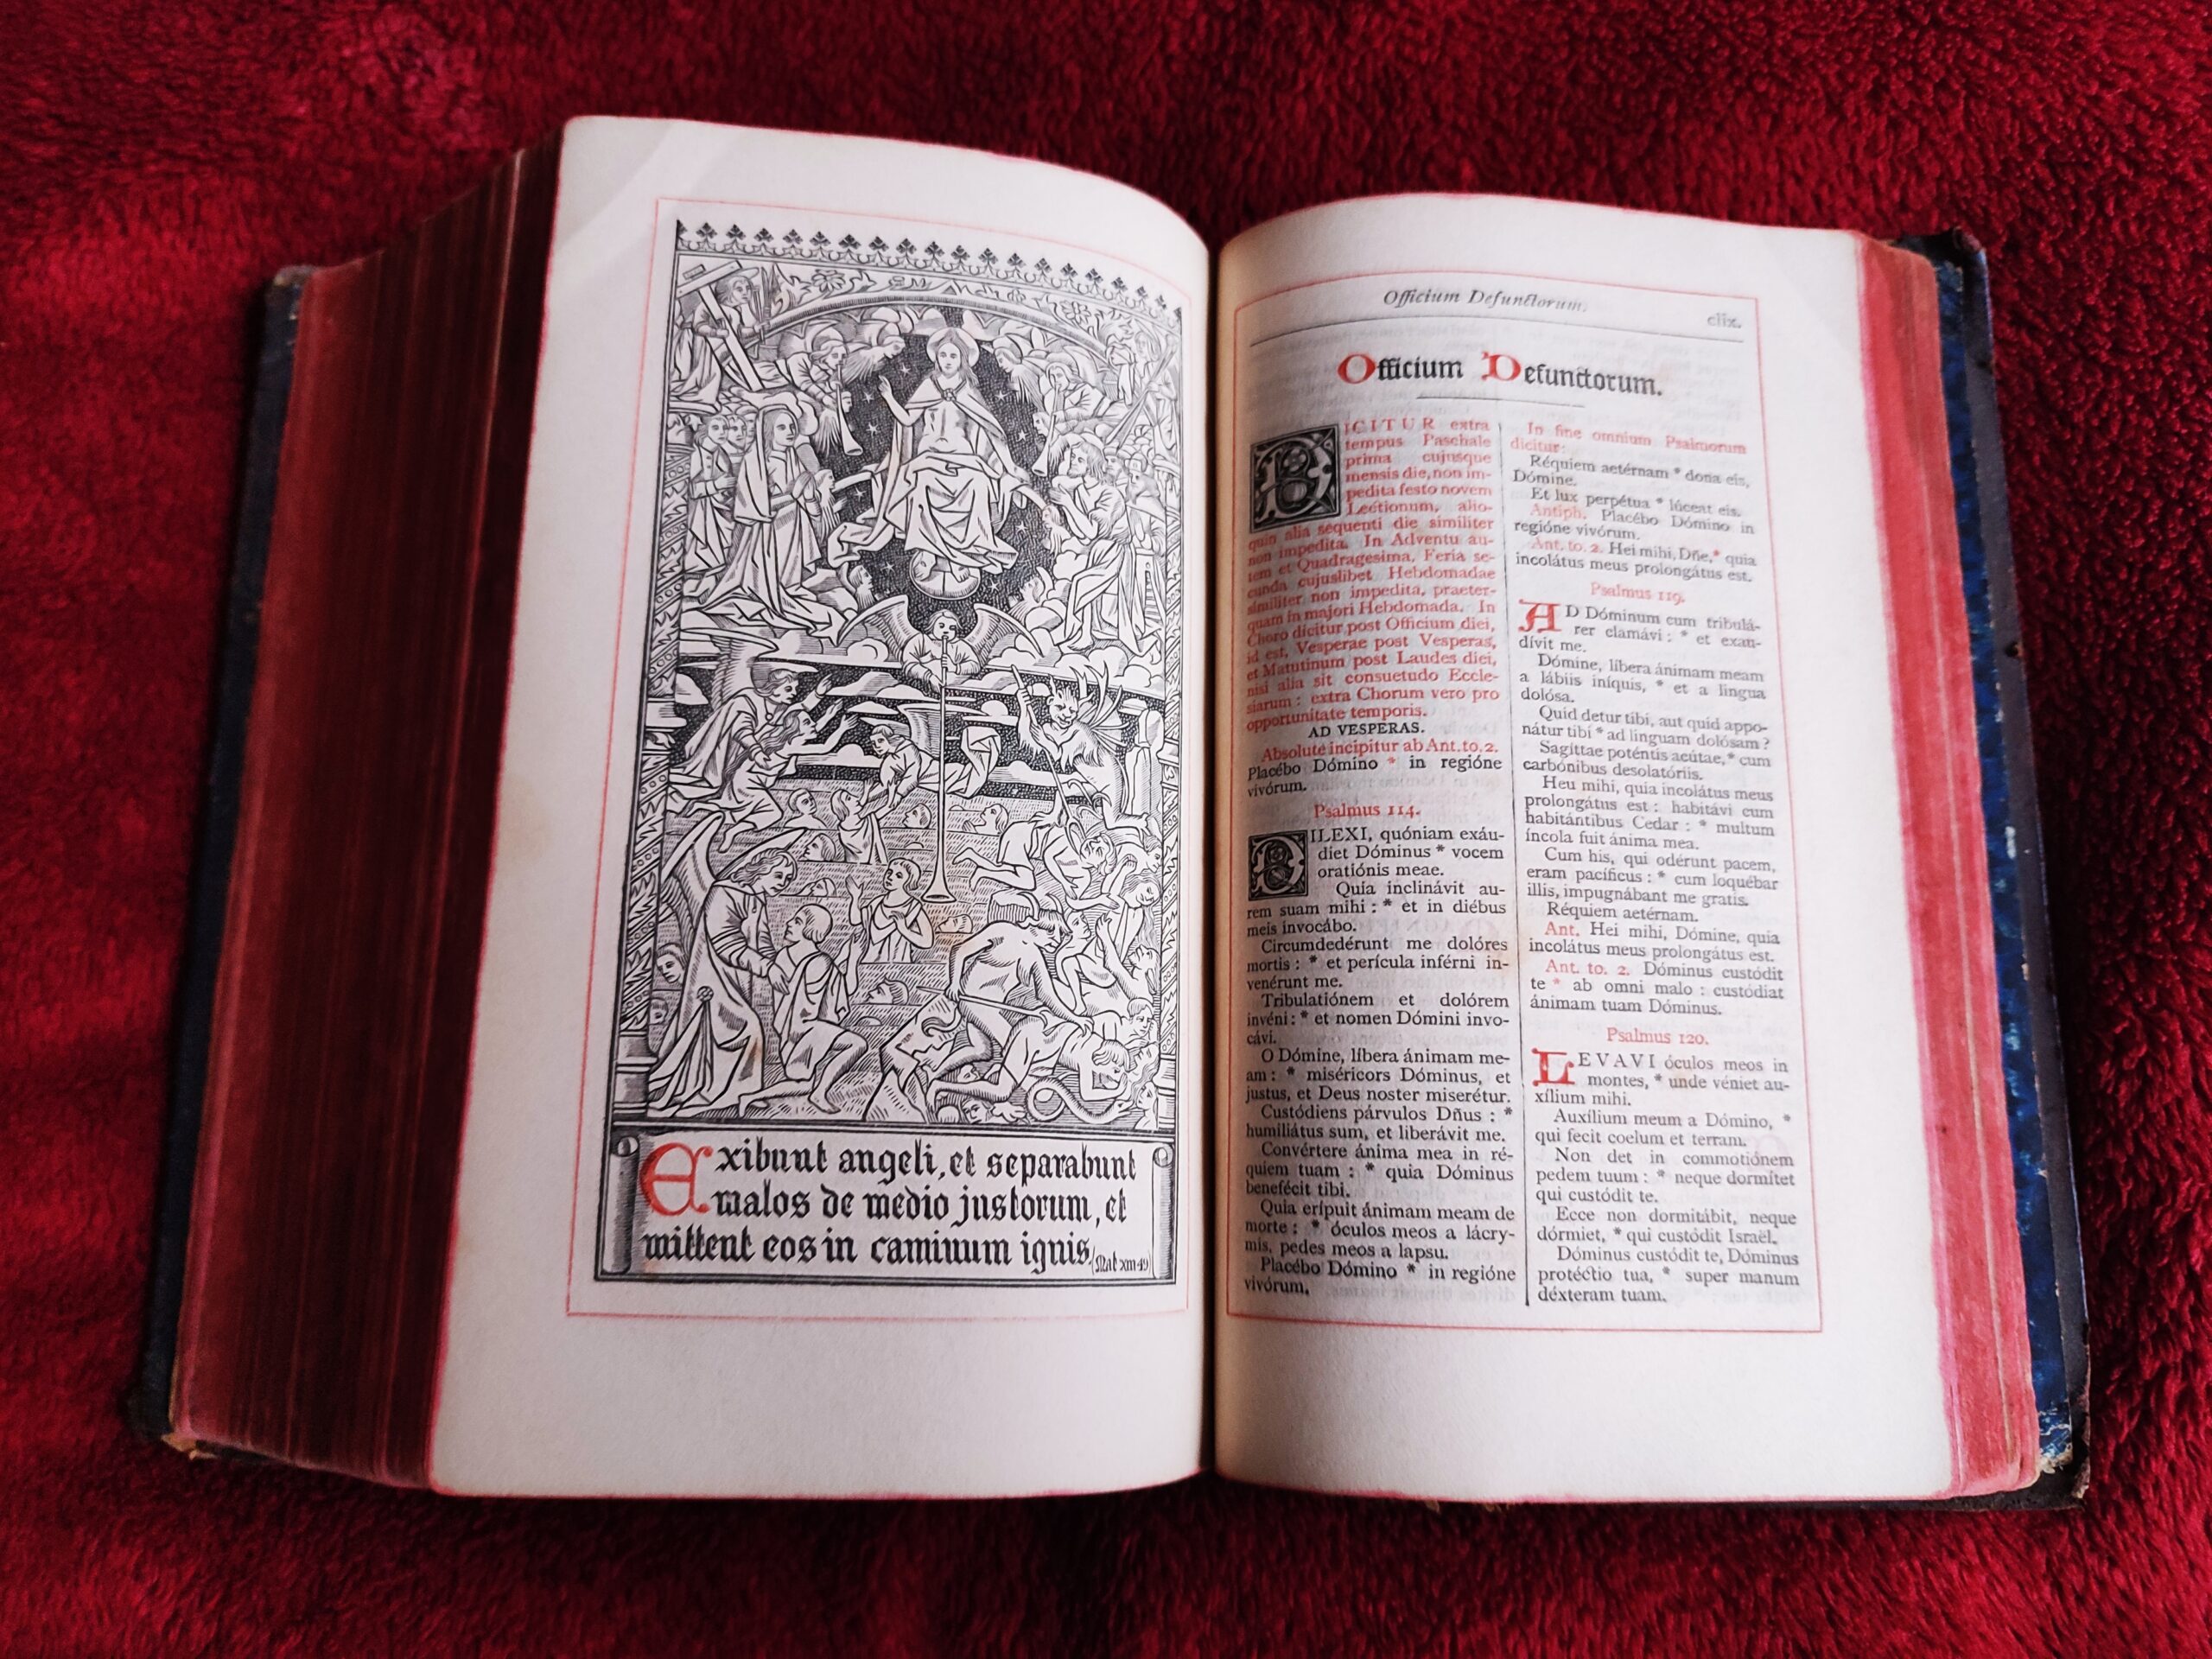 Exibunt angeli, et separabunt
malos de medio justorum, et
mittent eos in caminum ignis.
(Mat. XIII-49)
Officium Defunctorum.
clix.
Officium Defunctorum.
DICITUR extra
tempus Paschale
prima cujusque
mensis die, non im-
pedita festo novem
Lectionum, alio-
quin alia sequenti die similiter
non impedita. In Adventu au-
tem et Quadragesima, Feria se-
cunda cujuslibet Hebdomadae
similiter non impedita, praeter-
quam in majori Hebdomada. In
Choro dicitur post Officium diei,
id est, Vesperae post Vesperas,
et Matutinum post Laudes diei,
nisi alia sit consuetudo Eccle-
siarum : extra Chorum vero pro
opportunitate temporis.
AD VESPERAS.
Absolute incipitur ab Ant. to. 2.
Placébo Dómino * in regióne
vivórum.
Psalmus 114.
DILEXI, quóniam exáu-
diet Dóminus * vocem
oratiónis meae.
Quia inclinávit au-
rem suam mihi : * et in diébus
meis invocábo.
Circumdedérunt me dolóres
mortis : * et perícula inférni in-
venérunt me.
Tribulatiónem et dolórem
invéni : * et nomen Dómini invo-
cávi.
O Dómine, líbera ánimam me-
am : * miséricors Dóminus, et
justus, et Deus noster miserétur.
Custódiens párvulos Dñus : *
humiliátus sum, et liberávit me.
Convértere ánima mea in ré-
quiem tuam : * quia Dóminus
benefécit tibi.
Quia erípuit ánimam meam de
morte : * óculos meos a lácry-
mis, pedes meos a lapsu.
Placébo Dómino * in regióne
vivórum.
In fine omnium Psalmorum
dicitur:
Réquiem aetérnam * dona eis,
Dómine.
Et lux perpétua * lúceat eis.
Antiph. Placébo Dómino in
regióne vivórum.
Ant. to. 2. Hei mihi, Dñe, * quia
incolátus meus prolongátus est.
Psalmus 119.
AD Dóminum cum tribulá-
rer clamávi : * et exau-
dívit me.
Dómine, líbera ánimam meam
a lábiis iníquis, * et a lingua
dolósa.
Quid detur tibi, aut quid appo-
nátur tibi * ad linguam dolósam ?
Sagíttae poténtis acútae, * cum
carbónibus desolatóriis.
Heu mihi, quia incolátus meus
prolongátus est : habitávi cum
habitántibus Cedar : * multum
íncola fuit ánima mea.
Cum his, qui odérunt pacem,
eram pacíficus : * cum loquébar
illis, impugnábant me gratis.
Réquiem aetérnam.
Ant. Hei mihi, Dómine, quia
incolátus meus prolongátus est.
Ant. to. 2. Dóminus custódit
te * ab omni malo : custódiat
ánimam tuam Dóminus.
Psalmus 120.
LEVAVI óculos meos in
montes, * unde véniet au-
xílium mihi.
Auxílium meum a Dómino, *
qui fecit coelum et terram.
Non det in commotiónem
pedem tuum : * neque dormítet
qui custódit te.
Ecce non dormitábit, neque
dórmiet, * qui custódit Israël.
Dóminus custódit te, Dóminus
protéctio tua, * super manum
déxteram tuam.